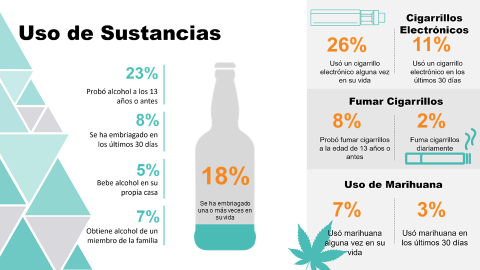 Uso de Sustancias
23%
Probó alcohol a los 13
años o antes
8%
Se ha embriagado en
los últimos 30 días
5%
Bebe alcohol en su
propia casa
7%
Obtiene alcohol de un
miembro de la familia
18%
Se ha embriagado
una o más veces en su
vida
Cigarrillos
Electrónicos
26%
Usó un cigarrillo
electrónico alguna vez
en su vida
11%
Usó un cigarrillo
electrónico en los
últimos 30 días
Fumar Cigarrillos
8%
Probó fumar cigarrillos
a la edad de 13 años o
antes
2%
Fuma cigarrillos
diariamente
Uso de Marihuana
7%
Usó marihuana
alguna vez en su
vida
3%
Usó marihuana en
los últimos 30 días